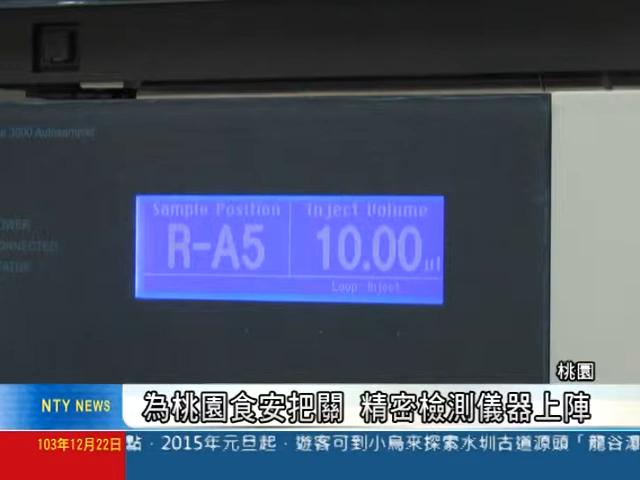 e 3000 Autosampler
OWER
ONNECTED
TATUS
Sample Position
Inject Volume
R-A5
10.00 µl
Loop: Inject
桃園
NTY NEWS
為桃園食安把關 精密檢測儀器上陣
103年12月22日
點．2015年元旦起．遊客可到小烏來探索水圳古道源頭「龍谷瀑